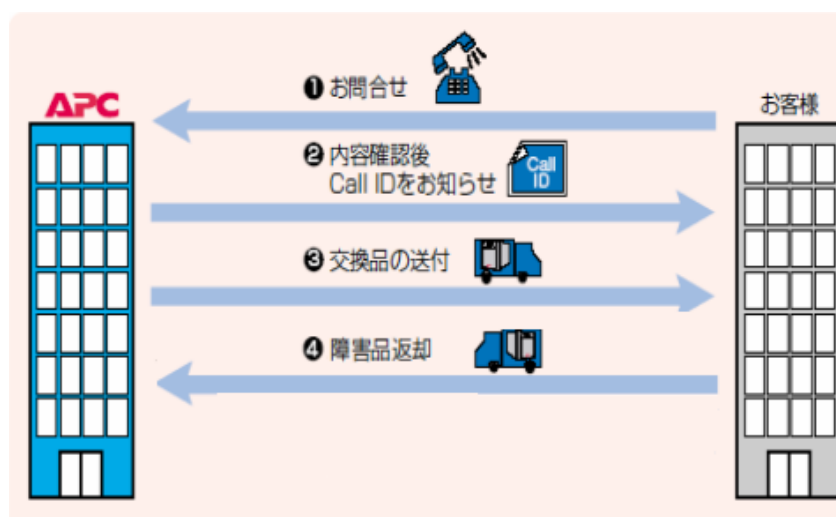 ❶ お問合せ
APC
お客様
❷ 内容確認後
Call IDをお知らせ
Call
ID
❸ 交換品の送付
❹ 障害品返却